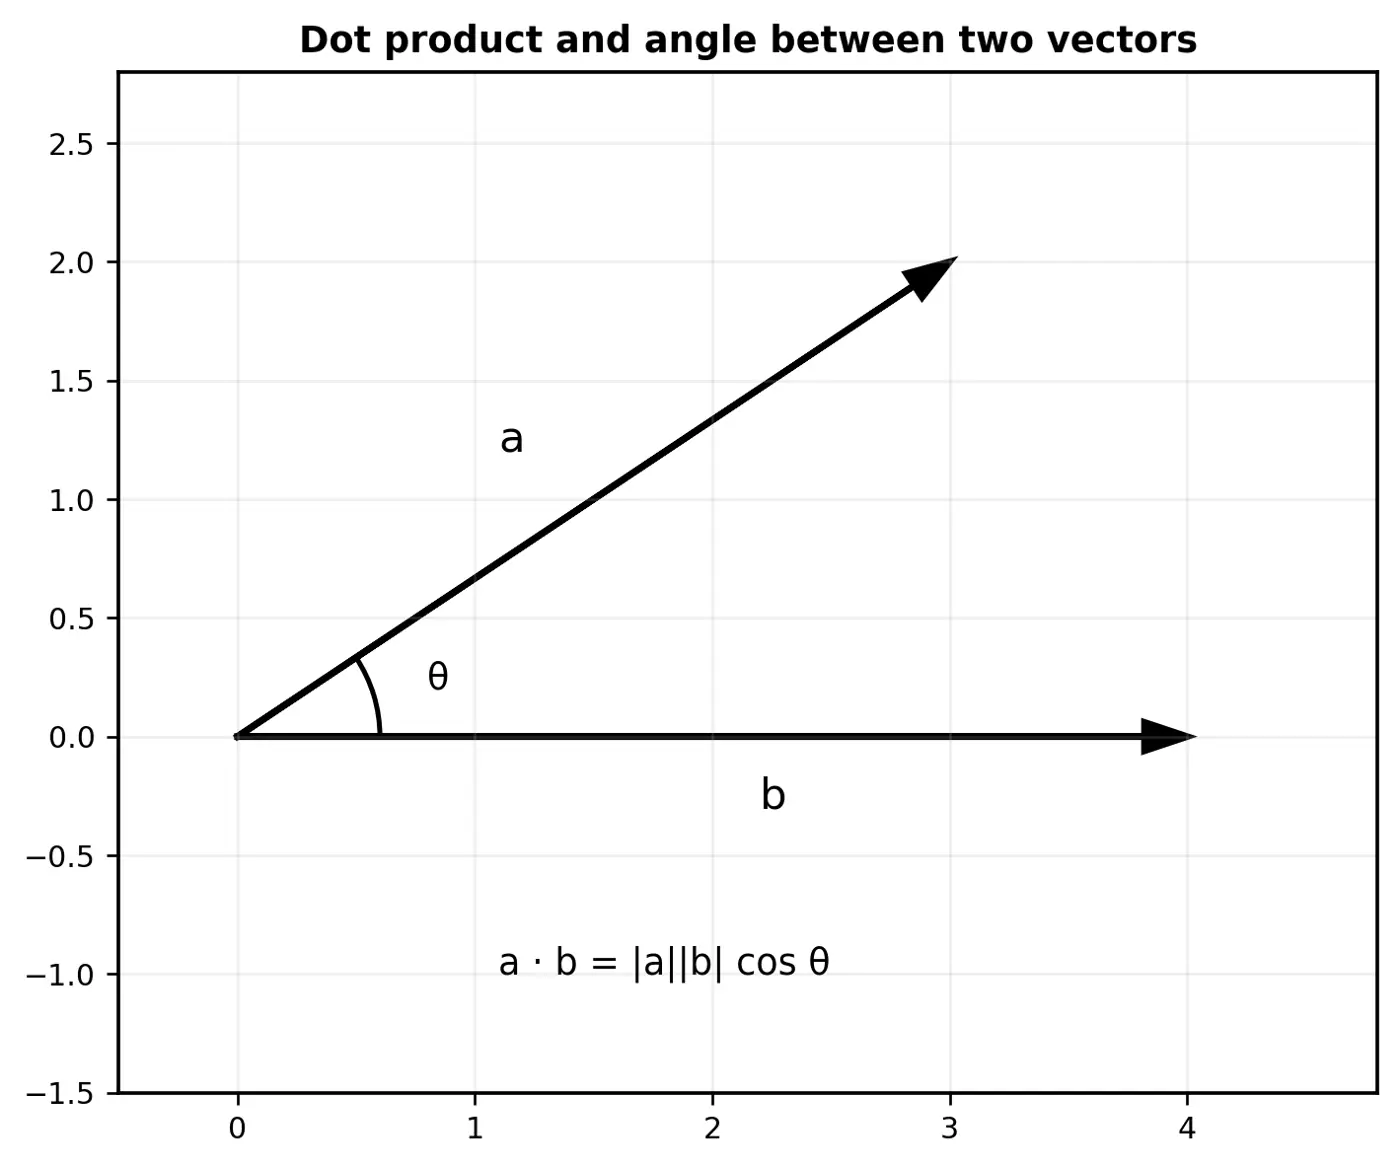 Dot product and angle between two vectors
2.5
2.0
1.5
a
1.0
0.5
θ
0.0
b
−0.5
a · b = |a||b| cos θ
−1.0
−1.5
0 1 2 3 4